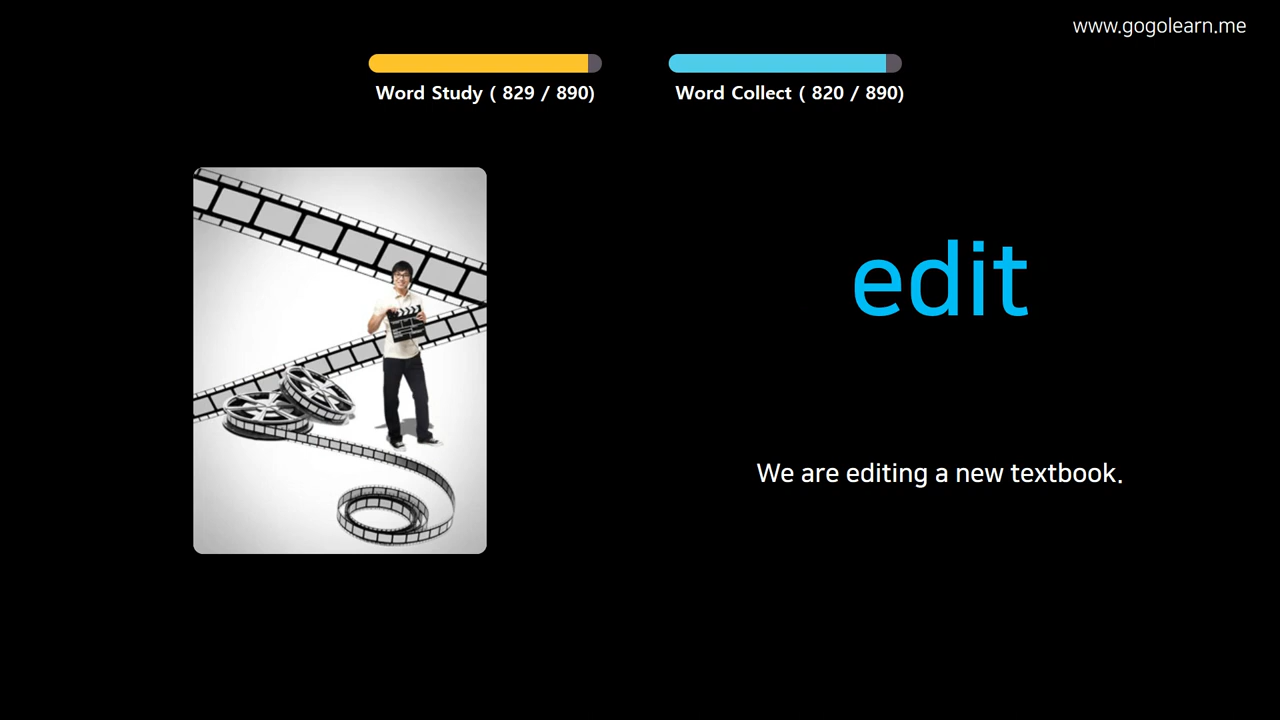 www.gogolearn.me
Word Study ( 829 / 890)
Word Collect ( 820 / 890)
edit
We are editing a new textbook.